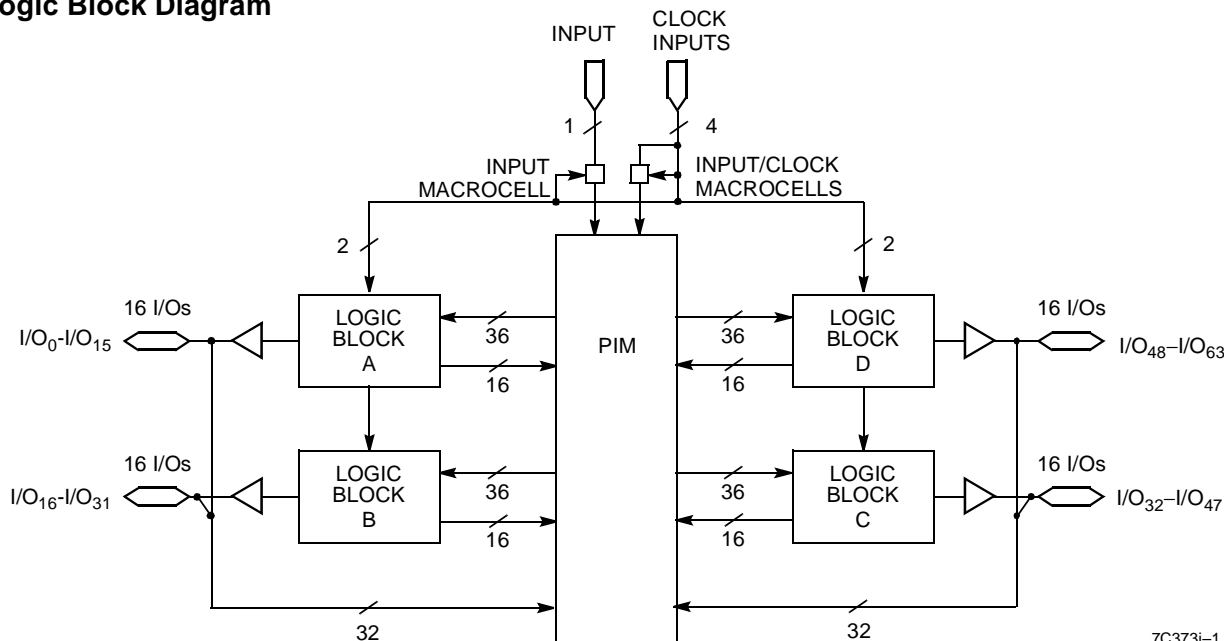 ogic Block Diagram
INPUT
CLOCK
INPUTS
1
4
INPUT
MACROCELL
INPUT/CLOCK
MACROCELLS
2
2
16 I/Os
I/O0-I/O15
LOGIC
BLOCK
A
36
16
PIM
36
16
LOGIC
BLOCK
D
16 I/Os
I/O48–I/O63
16 I/Os
I/O16-I/O31
LOGIC
BLOCK
B
36
16
36
16
LOGIC
BLOCK
C
16 I/Os
I/O32–I/O47
32
32
7C373i–1